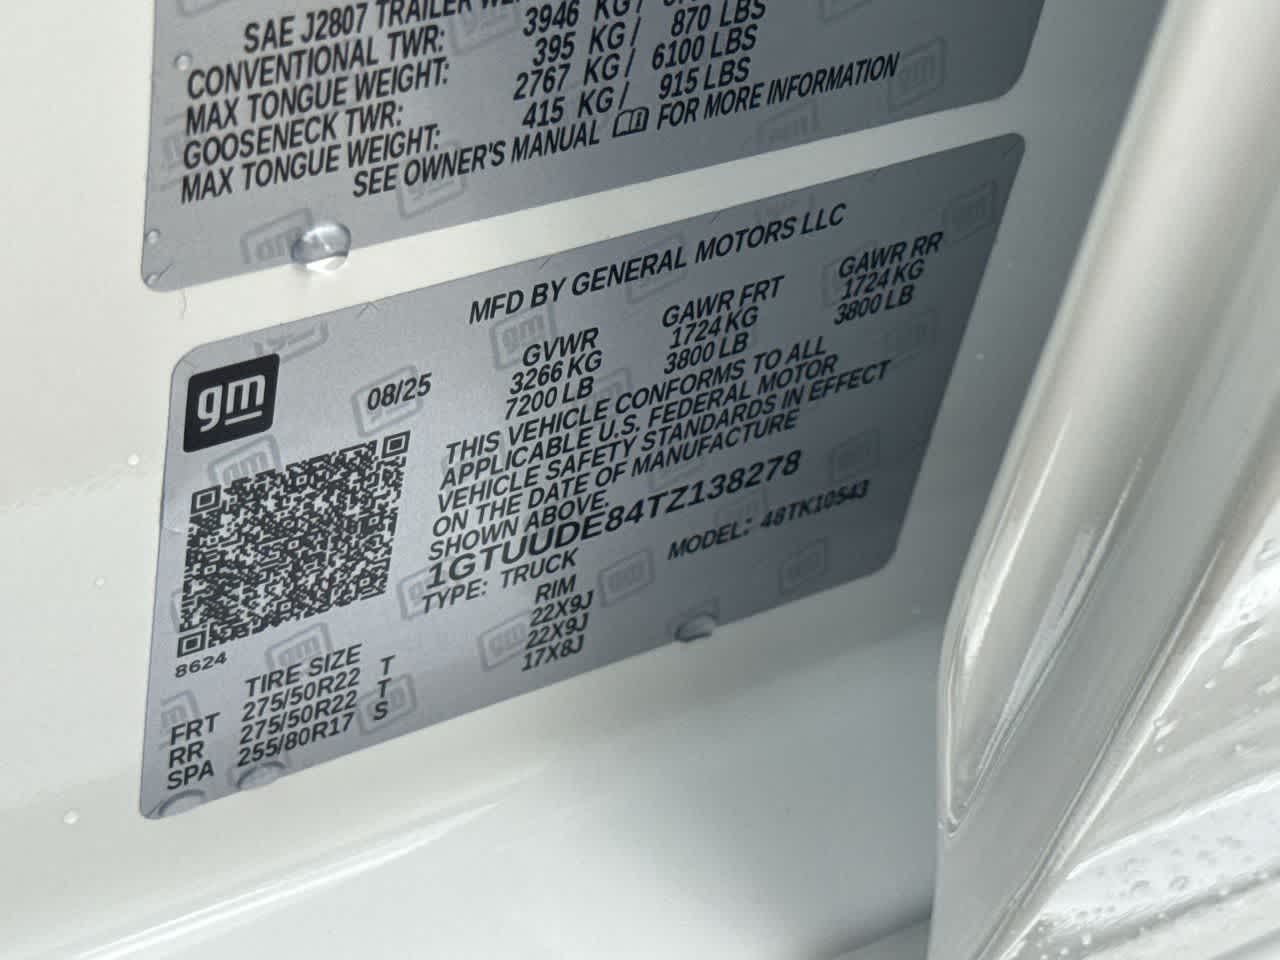 SAE J2807 TRAILER
CONVENTIONAL TWR: 3946 KG/
MAX TONGUE WEIGHT: 395 KG/ 870 LBS
GOOSENECK TWR: 2767 KG/ 6100 LBS
MAX TONGUE WEIGHT: 415 KG/ 915 LBS
SEE OWNER'S MANUAL FOR MORE INFORMATION
MFD BY GENERAL MOTORS LLC
gm
08/25
GVWR GAWR FRT GAWR RR
3266 KG 1724 KG 1724 KG
7200 LB 3800 LB 3800 LB
THIS VEHICLE CONFORMS TO ALL
APPLICABLE U.S. FEDERAL MOTOR
VEHICLE SAFETY STANDARDS IN EFFECT
ON THE DATE OF MANUFACTURE
SHOWN ABOVE.
1GTUUDE84TZ138278
TYPE: TRUCK MODEL: 48TK10543
8624
TIRE SIZE RIM
FRT 275/50R22 T 22X9J
RR 275/50R22 T 22X9J
SPA 255/80R17 S 17X8J